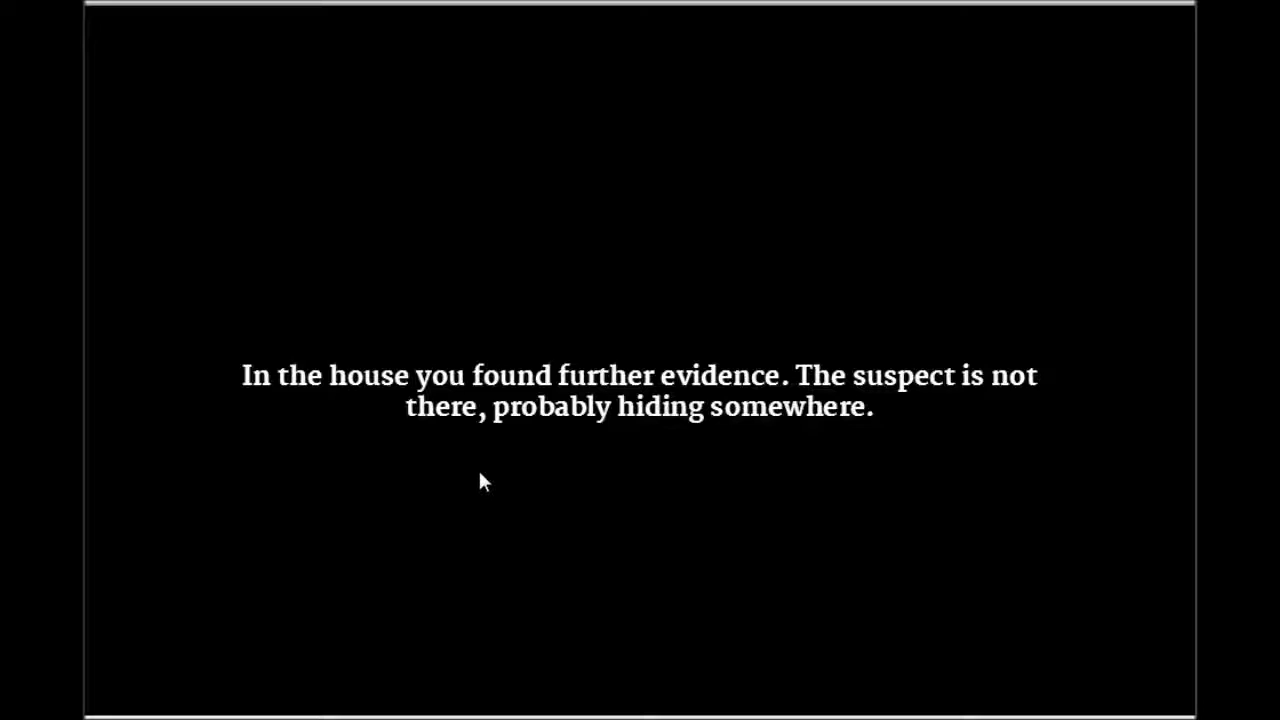 In the house you found further evidence. The suspect is not
there, probably hiding somewhere.